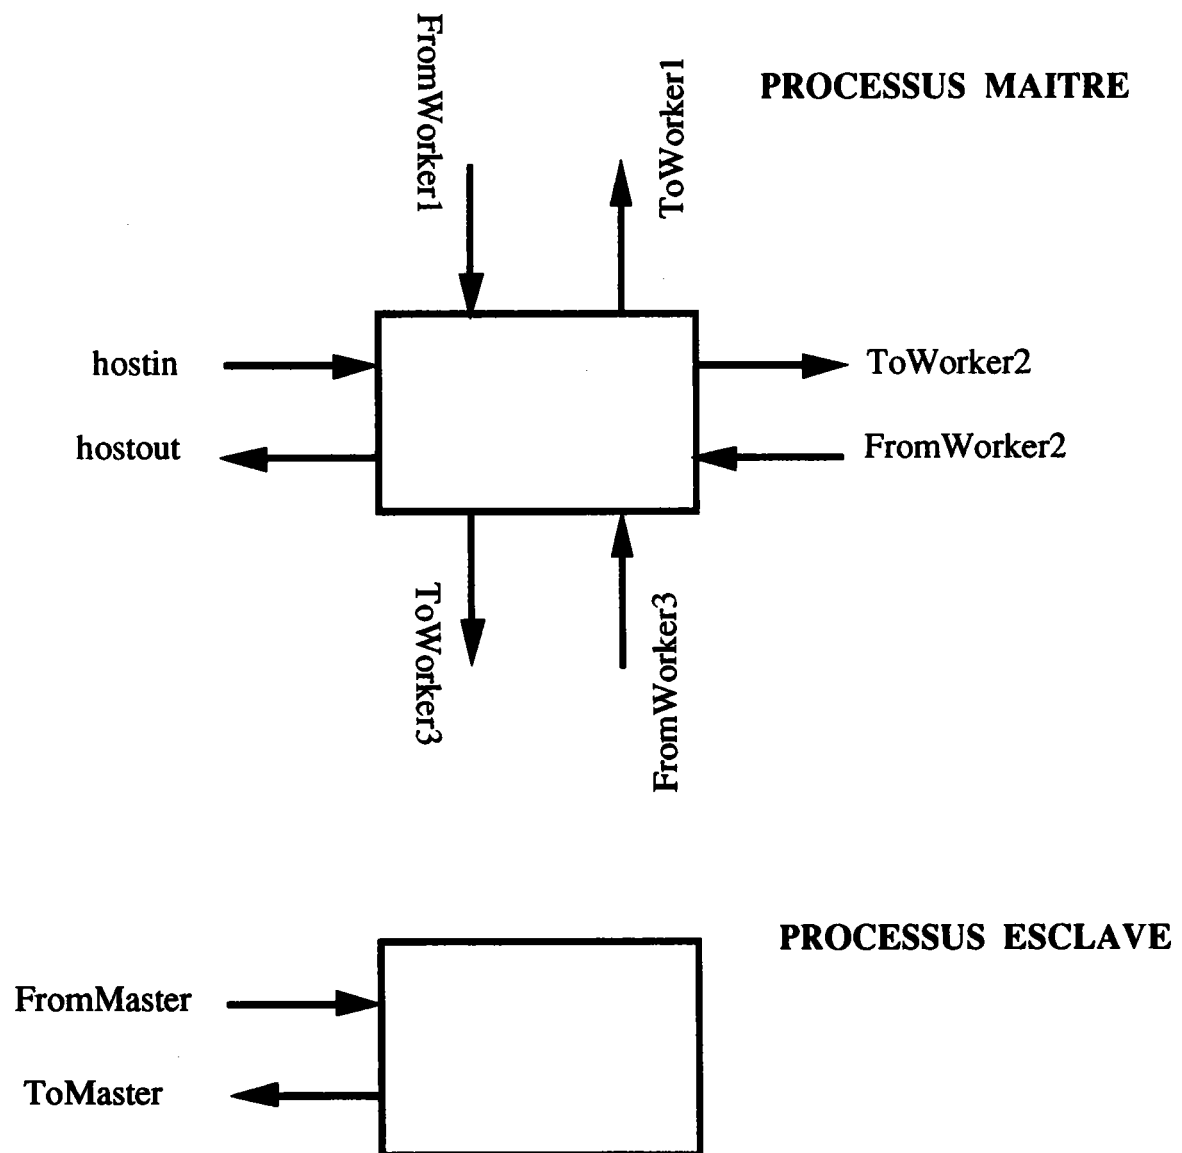 FromWorker1
ToWorker1
PROCESSUS MAITRE
hostin
ToWorker2
hostout
FromWorker2
ToWorker3
FromWorker3
PROCESSUS ESCLAVE
FromMaster
ToMaster